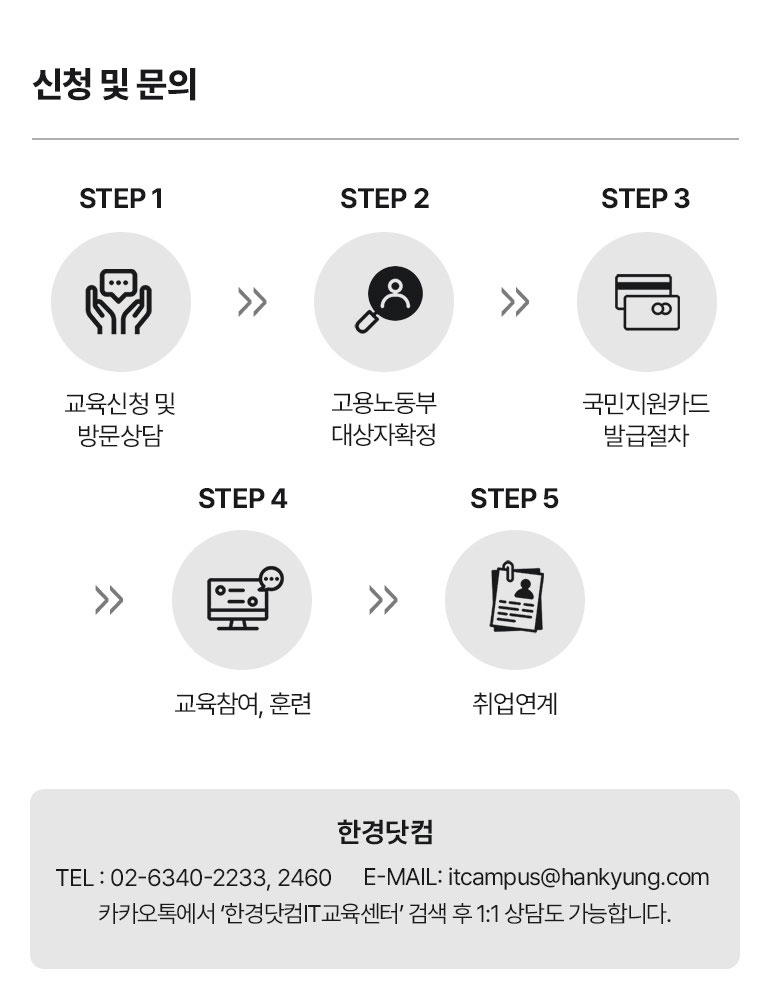 신청 및 문의
STEP 1
STEP 2
STEP 3
교육신청 및
방문상담
고용노동부
대상자확정
국민지원카드
발급절차
STEP 4
STEP 5
교육참여, 훈련
취업연계
한경닷컴
TEL : 02-6340-2233, 2460 E-MAIL: itcampus@hankyung.com
카카오톡에서 ‘한경닷컴IT교육센터’ 검색 후 1:1 상담도 가능합니다.